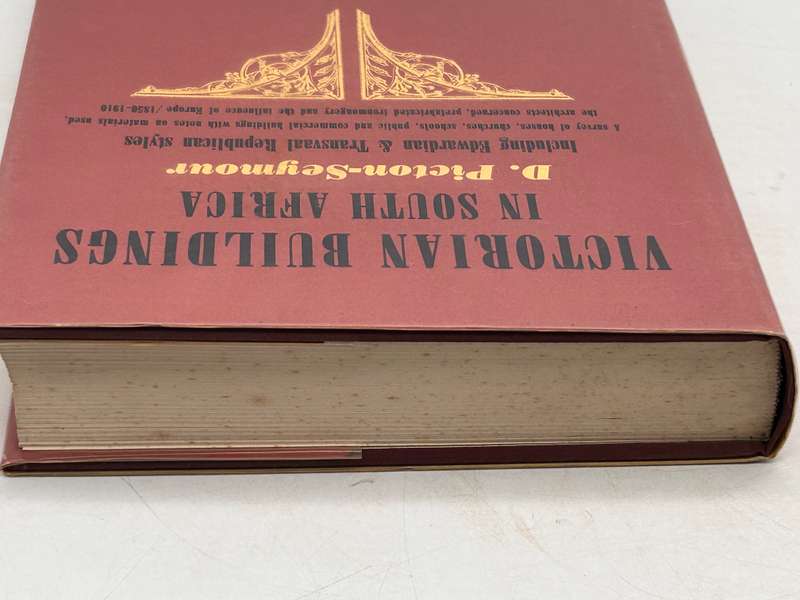 VICTORIAN BUILDINGS
IN SOUTH AFRICA
D. Picton-Seymour
Including Edwardian & Transvaal Republican styles
A survey of houses, churches, schools, public and commercial buildings with notes on materials used,
the architects concerned, prefabricated ironmongery and the influence of Europe / 1850-1910